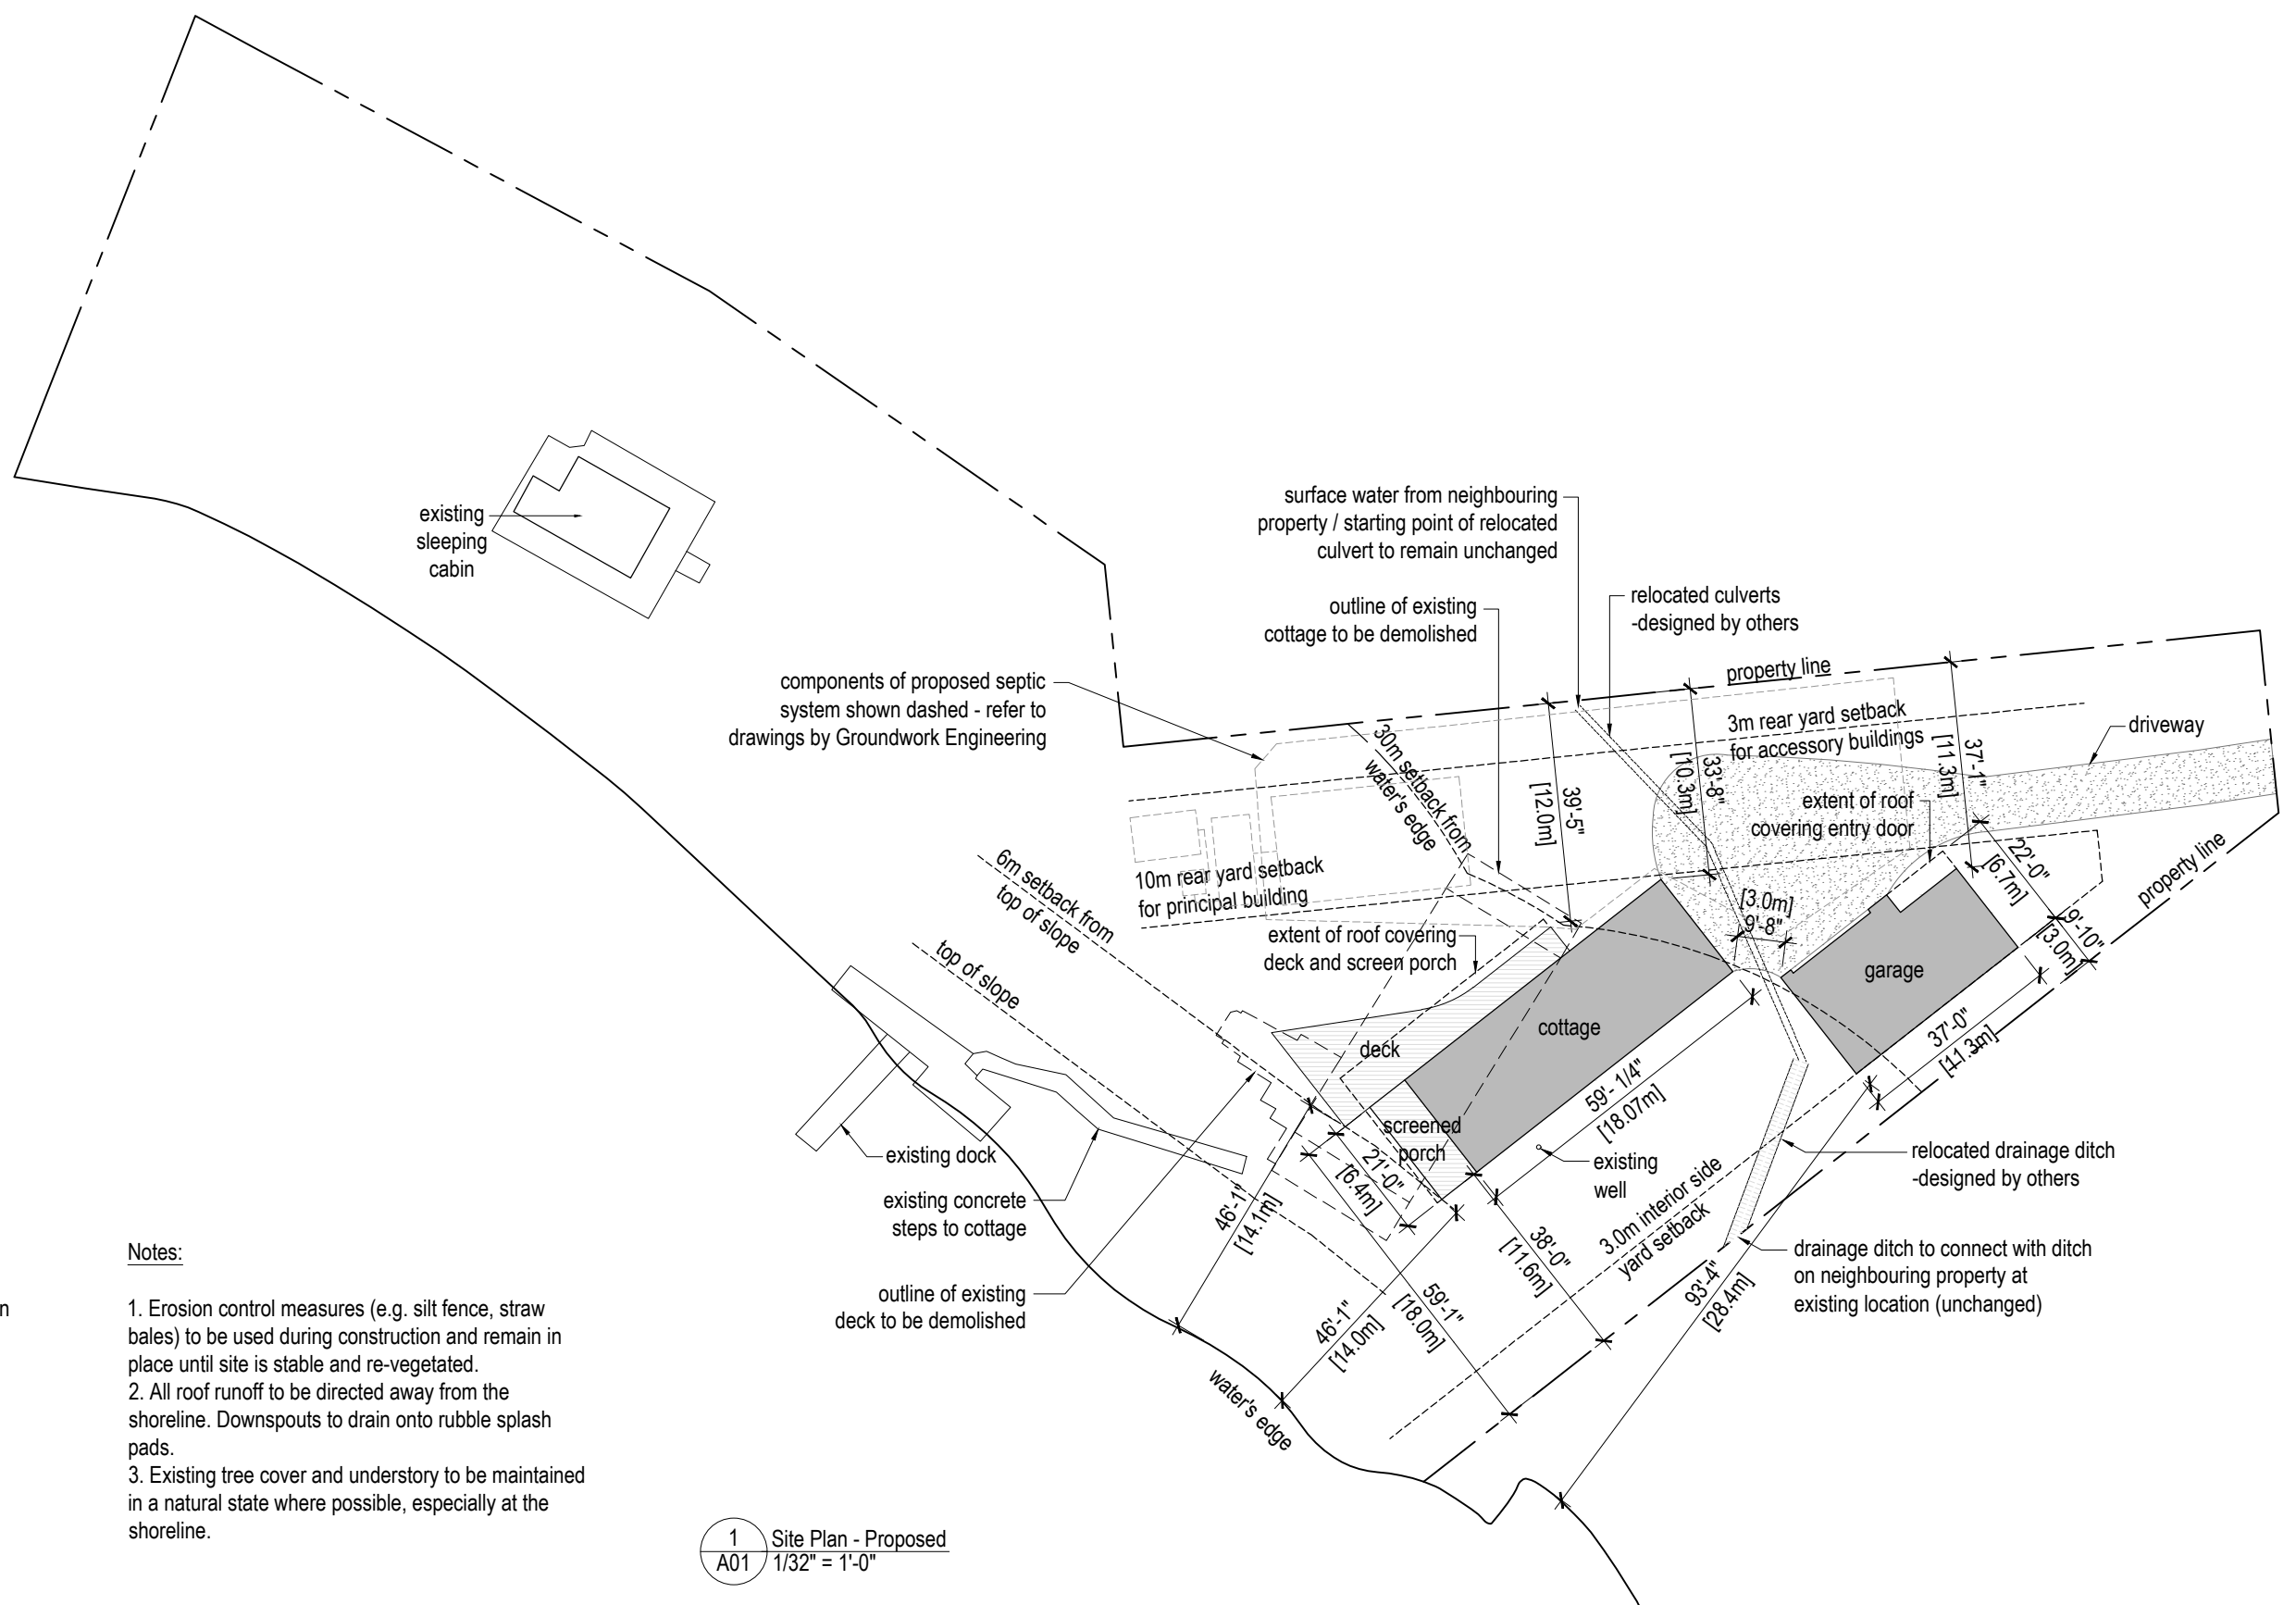 existing
sleeping
cabin
surface water from neighbouring
property / starting point of relocated
culvert to remain unchanged
relocated culverts
-designed by others
outline of existing
cottage to be demolished
components of proposed septic
system shown dashed - refer to
drawings by Groundwork Engineering
property line
3m rear yard setback
for accessory buildings
driveway
30m setback from
water's edge
39'-5"
[12.0m]
33'-8"
[10.3m]
37'-1"
[11.3m]
extent of roof
covering entry door
22'-0"
[6.7m]
property line
9'-10"
[3.0m]
6m setback from
top of slope
10m rear yard setback
for principal building
top of slope
extent of roof covering
deck and screen porch
[3.0m]
9'-8"
garage
cottage
deck
37'-0"
[11.3m]
59'- 1/4"
[18.07m]
screened
porch
existing dock
existing
well
relocated drainage ditch
-designed by others
21'-0"
[6.4m]
existing concrete
steps to cottage
46'-1"
[14.1m]
38'-0"
[11.6m]
3.0m interior side
yard setback
drainage ditch to connect with ditch
on neighbouring property at
existing location (unchanged)
outline of existing
deck to be demolished
59'-1"
[18.0m]
46'-1"
[14.0m]
93'-4"
[28.4m]
water's edge
n
Notes:
1. Erosion control measures (e.g. silt fence, straw
bales) to be used during construction and remain in
place until site is stable and re-vegetated.
2. All roof runoff to be directed away from the
shoreline. Downspouts to drain onto rubble splash
pads.
3. Existing tree cover and understory to be maintained
in a natural state where possible, especially at the
shoreline.
1
A01
Site Plan - Proposed
1/32" = 1'-0"